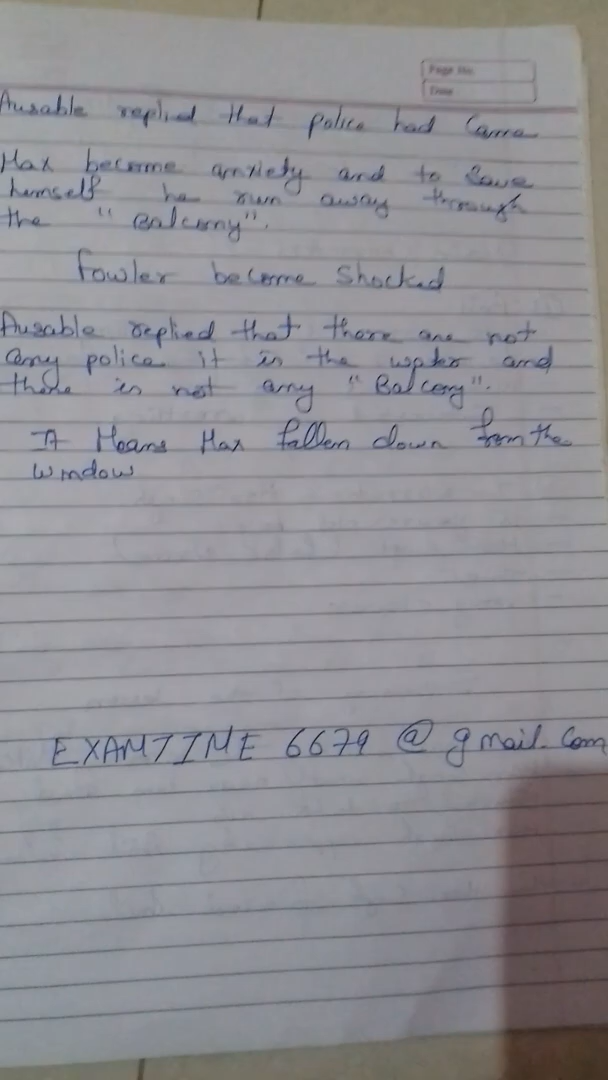 Page No.
Date
Ausable replied that police had came
Max become anxiety and to save
hemself he run away through
the "Balcony".
Fowler become Shocked
Ausable replied that there are not
any police it is the waiter and
there is not any "Balcony".
It Means Max fallen down from the
window
EXAMTIME 6679 @ gmail.com